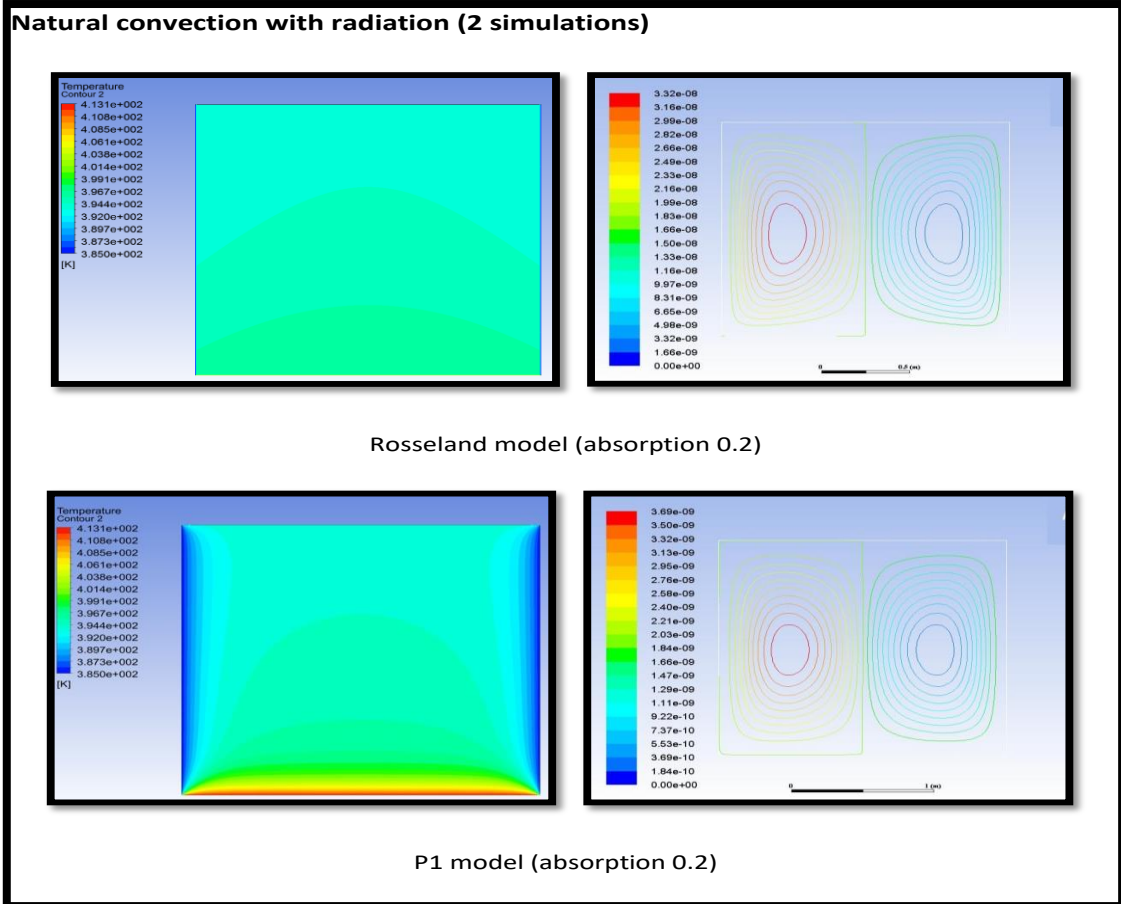 Natural convection with radiation (2 simulations)
Temperature
Contour 2
4.131e+002
4.108e+002
4.085e+002
4.061e+002
4.038e+002
4.014e+002
3.991e+002
3.967e+002
3.944e+002
3.920e+002
3.897e+002
3.873e+002
3.850e+002
[K]
3.32e-08
3.16e-08
2.99e-08
2.82e-08
2.66e-08
2.49e-08
2.33e-08
2.16e-08
1.99e-08
1.83e-08
1.66e-08
1.50e-08
1.33e-08
1.16e-08
9.97e-09
8.31e-09
6.65e-09
4.98e-09
3.32e-09
1.66e-09
0.00e+00
0 0.5 (m)
Rosseland model (absorption 0.2)
Temperature
Contour 2
4.131e+002
4.108e+002
4.085e+002
4.061e+002
4.038e+002
4.014e+002
3.991e+002
3.967e+002
3.944e+002
3.920e+002
3.897e+002
3.873e+002
3.850e+002
[K]
3.69e-09
3.50e-09
3.32e-09
3.13e-09
2.95e-09
2.76e-09
2.58e-09
2.40e-09
2.21e-09
2.03e-09
1.84e-09
1.66e-09
1.47e-09
1.29e-09
1.11e-09
9.22e-10
7.37e-10
5.53e-10
3.69e-10
1.84e-10
0.00e+00
0 1 (m)
P1 model (absorption 0.2)